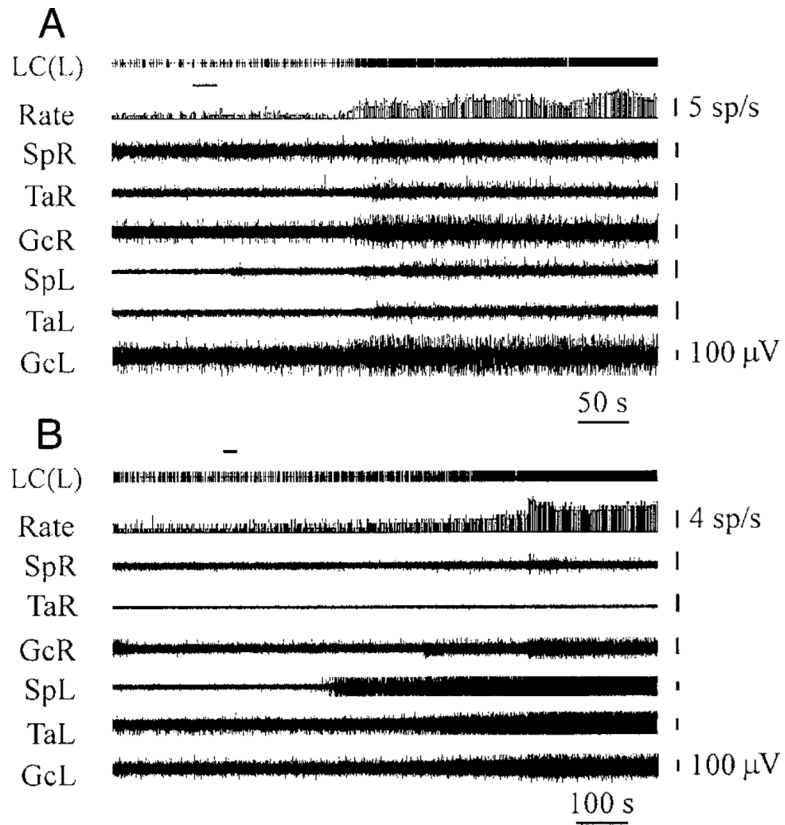 A
LC(L)
Rate
5 sp/s
SpR
TaR
GcR
SpL
TaL
GcL
100 μV
50 s
B
LC(L)
Rate
4 sp/s
SpR
TaR
GcR
SpL
TaL
GcL
100 μV
100 s